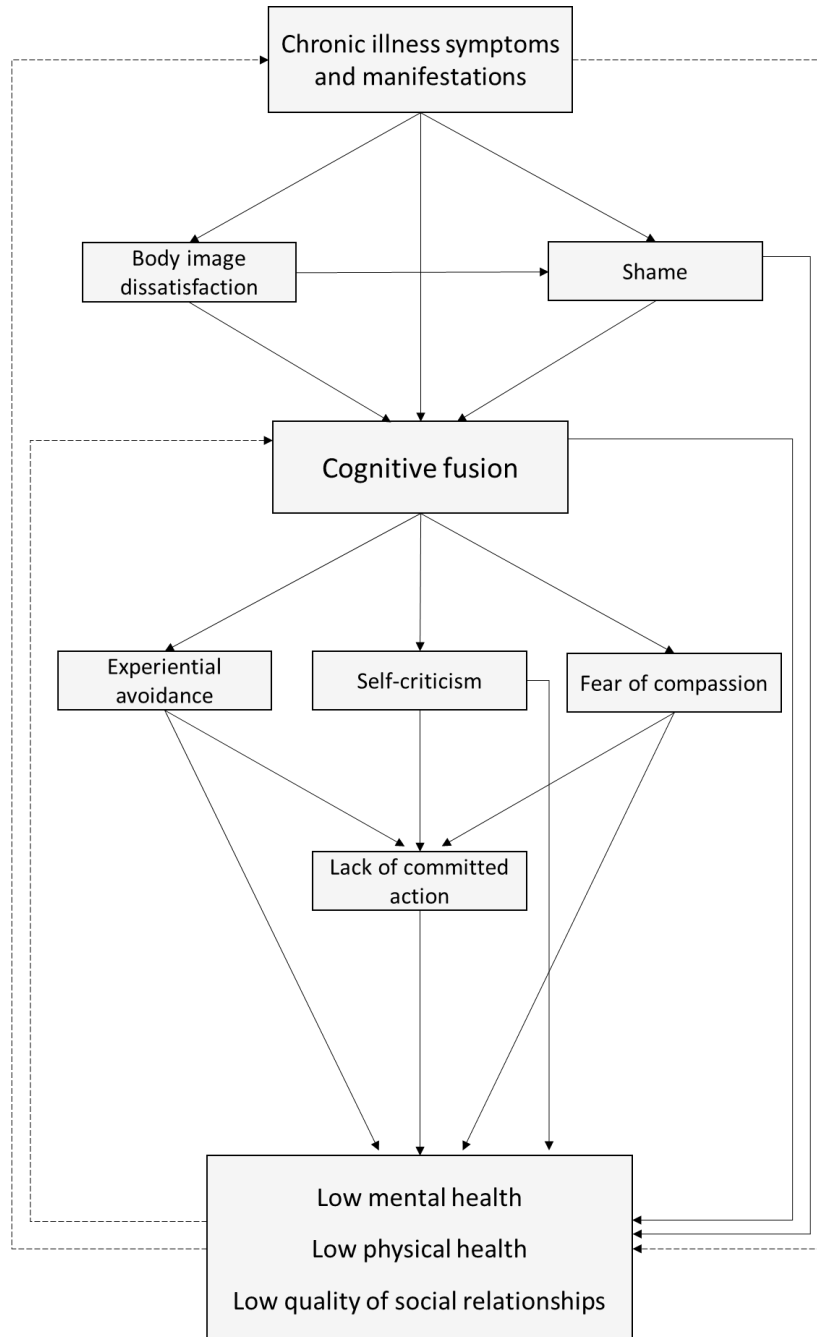 Chronic illness symptoms
and manifestations
Body image
dissatisfaction
Shame
Cognitive fusion
Experiential
avoidance
Self-criticism
Fear of compassion
Lack of committed
action
Low mental health
Low physical health
Low quality of social relationships